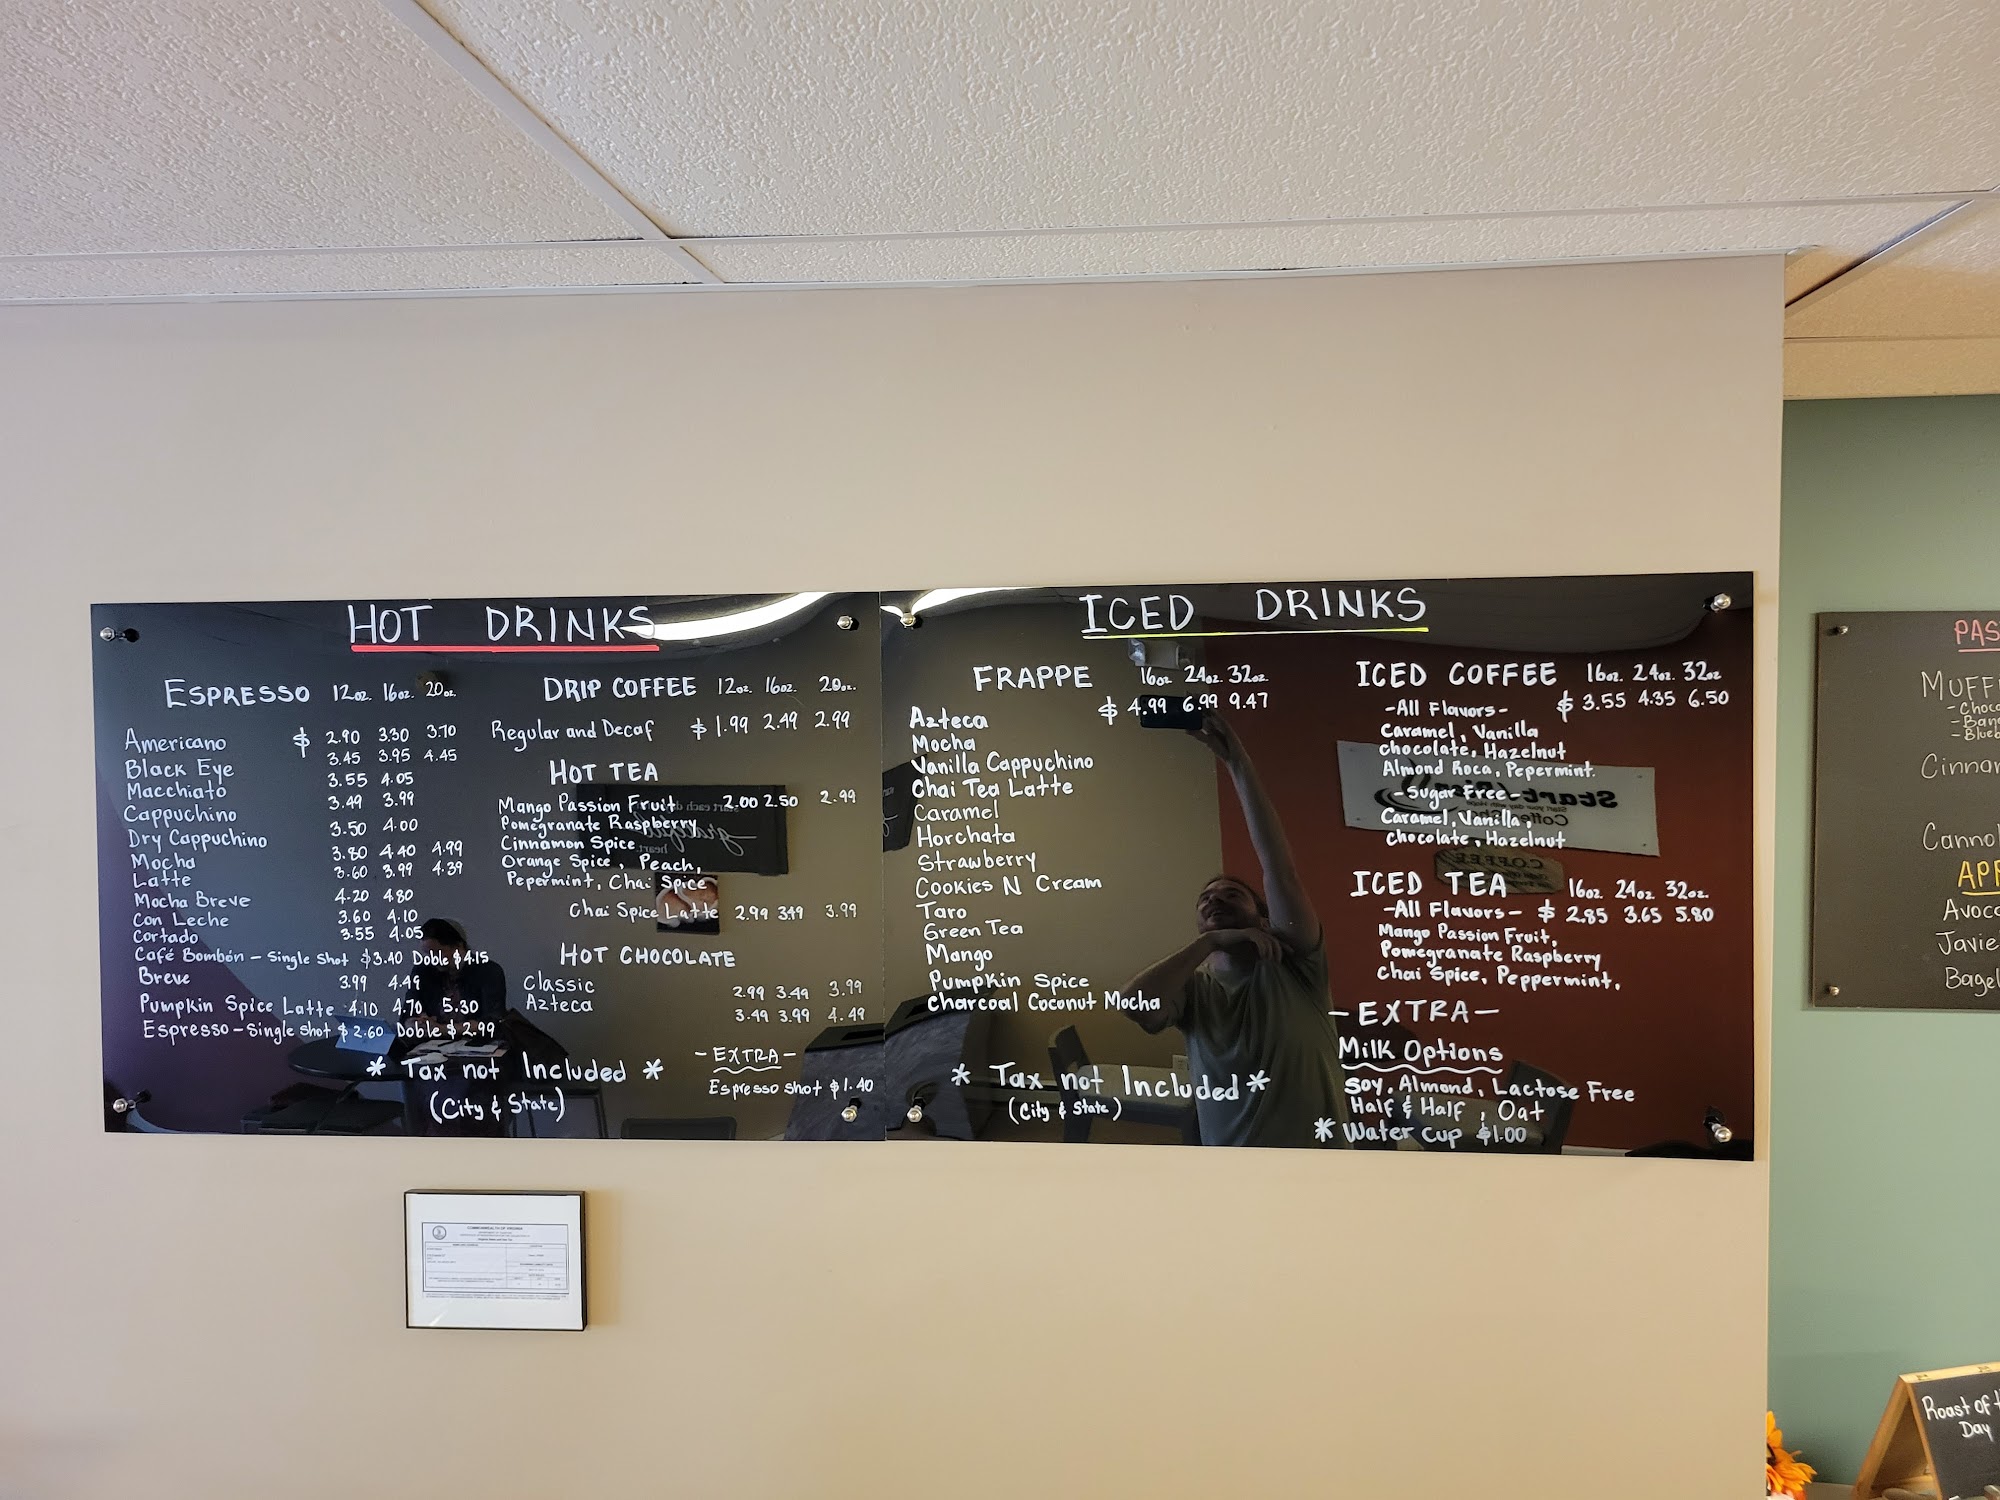 HOT DRINKS
ESPRESSO 12oz. 16oz. 20oz.
Americano $ 2.90 3.30 3.70
Black Eye 3.45 3.95 4.45
Macchiato 3.55 4.05
Cappuchino 3.49 3.99
Dry Cappuchino 3.50 4.00
Mocha 3.80 4.40 4.99
Latte 3.60 3.99 4.39
Mocha Breve 4.20 4.80
Con Leche 3.60 4.10
Cortado 3.55 4.05
Café Bombón - Single Shot $3.40 Doble $4.15
Breve 3.99 4.49
Pumpkin Spice Latte 4.10 4.70 5.30
Espresso - Single Shot $2.60 Doble $2.99
DRIP COFFEE 12oz. 16oz. 20oz.
Regular and Decaf $1.99 2.49 2.99
HOT TEA
Mango Passion Fruit 2.00 2.50 2.99
Pomegranate Raspberry
Cinnamon Spice
Orange Spice, Peach,
Pepermint, Chai Spice
Chai Spice Latte 2.99 3.49 3.99
HOT CHOCOLATE
Classic 2.99 3.49 3.99
Azteca 3.49 3.99 4.49
* Tax not Included *
(City & State)
- EXTRA -
Espresso Shot $1.40
ICED DRINKS
FRAPPE 16oz 24oz. 32oz.
$ 4.99 6.99 9.47
Azteca
Mocha
Vanilla Cappuchino
Chai Tea Latte
Caramel
Horchata
Strawberry
Cookies N Cream
Taro
Green Tea
Mango
Pumpkin Spice
Charcoal Coconut Mocha
* Tax not Included *
(City & State)
ICED COFFEE 16oz. 24oz. 32oz
-All Flavors- $ 3.55 4.35 6.50
Caramel, Vanilla
chocolate, Hazelnut
Almond Roca, Pepermint.
-Sugar Free-
Caramel, Vanilla,
chocolate, Hazelnut
ICED TEA 16oz. 24oz. 32oz.
-All Flavors- $ 2.85 3.65 5.80
Mango Passion Fruit,
Pomegranate Raspberry
Chai Spice, Peppermint,
- EXTRA -
Milk Options
Soy, Almond, Lactose Free
Half & Half, Oat
* Water Cup $1.00
COMMONWEALTH OF VIRGINIA
Avoc
Javie
Bagel
Roast of
Day